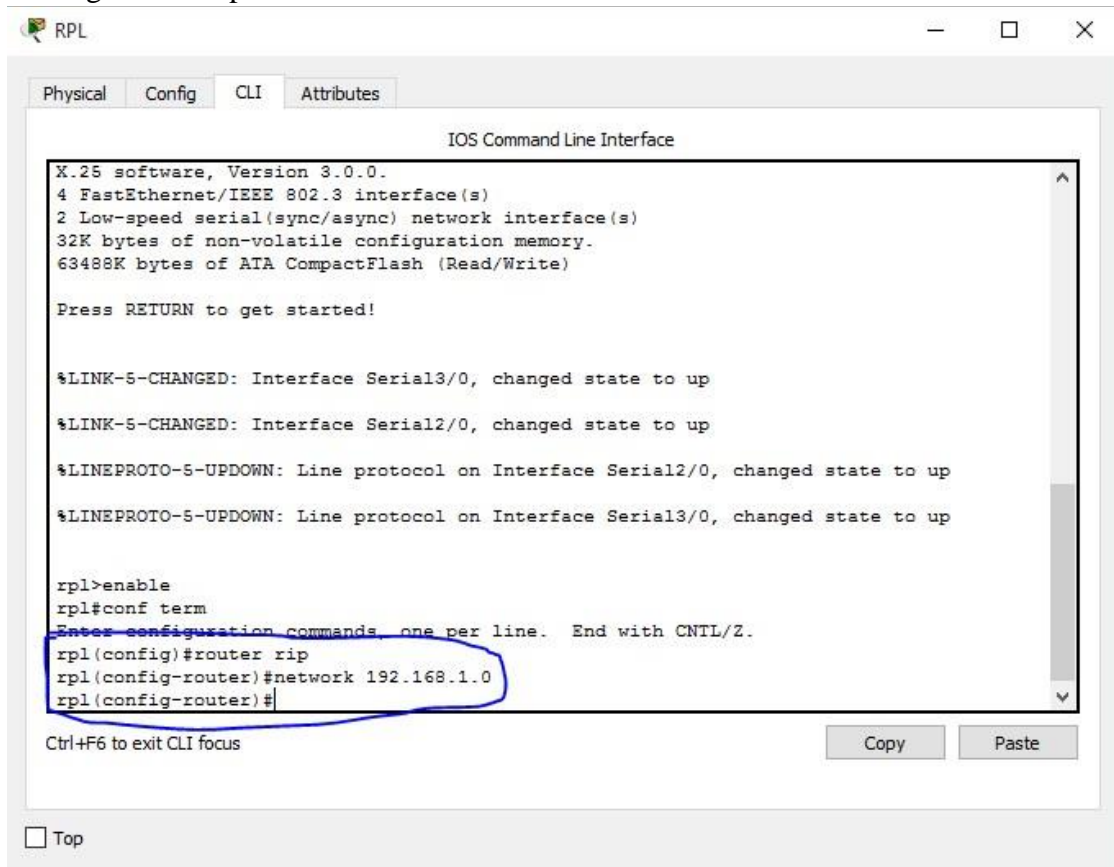 RPL
Physical Config CLI Attributes
IOS Command Line Interface
X.25 software, Version 3.0.0.
4 FastEthernet/IEEE 802.3 interface(s)
2 Low-speed serial(sync/async) network interface(s)
32K bytes of non-volatile configuration memory.
63488K bytes of ATA CompactFlash (Read/Write)
Press RETURN to get started!
%LINK-5-CHANGED: Interface Serial3/0, changed state to up
%LINK-5-CHANGED: Interface Serial2/0, changed state to up
%LINEPROTO-5-UPDOWN: Line protocol on Interface Serial2/0, changed state to up
%LINEPROTO-5-UPDOWN: Line protocol on Interface Serial3/0, changed state to up
rpl>enable
rpl#conf term
Enter configuration commands, one per line. End with CNTL/Z.
rpl(config)#router rip
rpl(config-router)#network 192.168.1.0
rpl(config-router)#
Ctrl+F6 to exit CLI focus
Copy Paste
Top